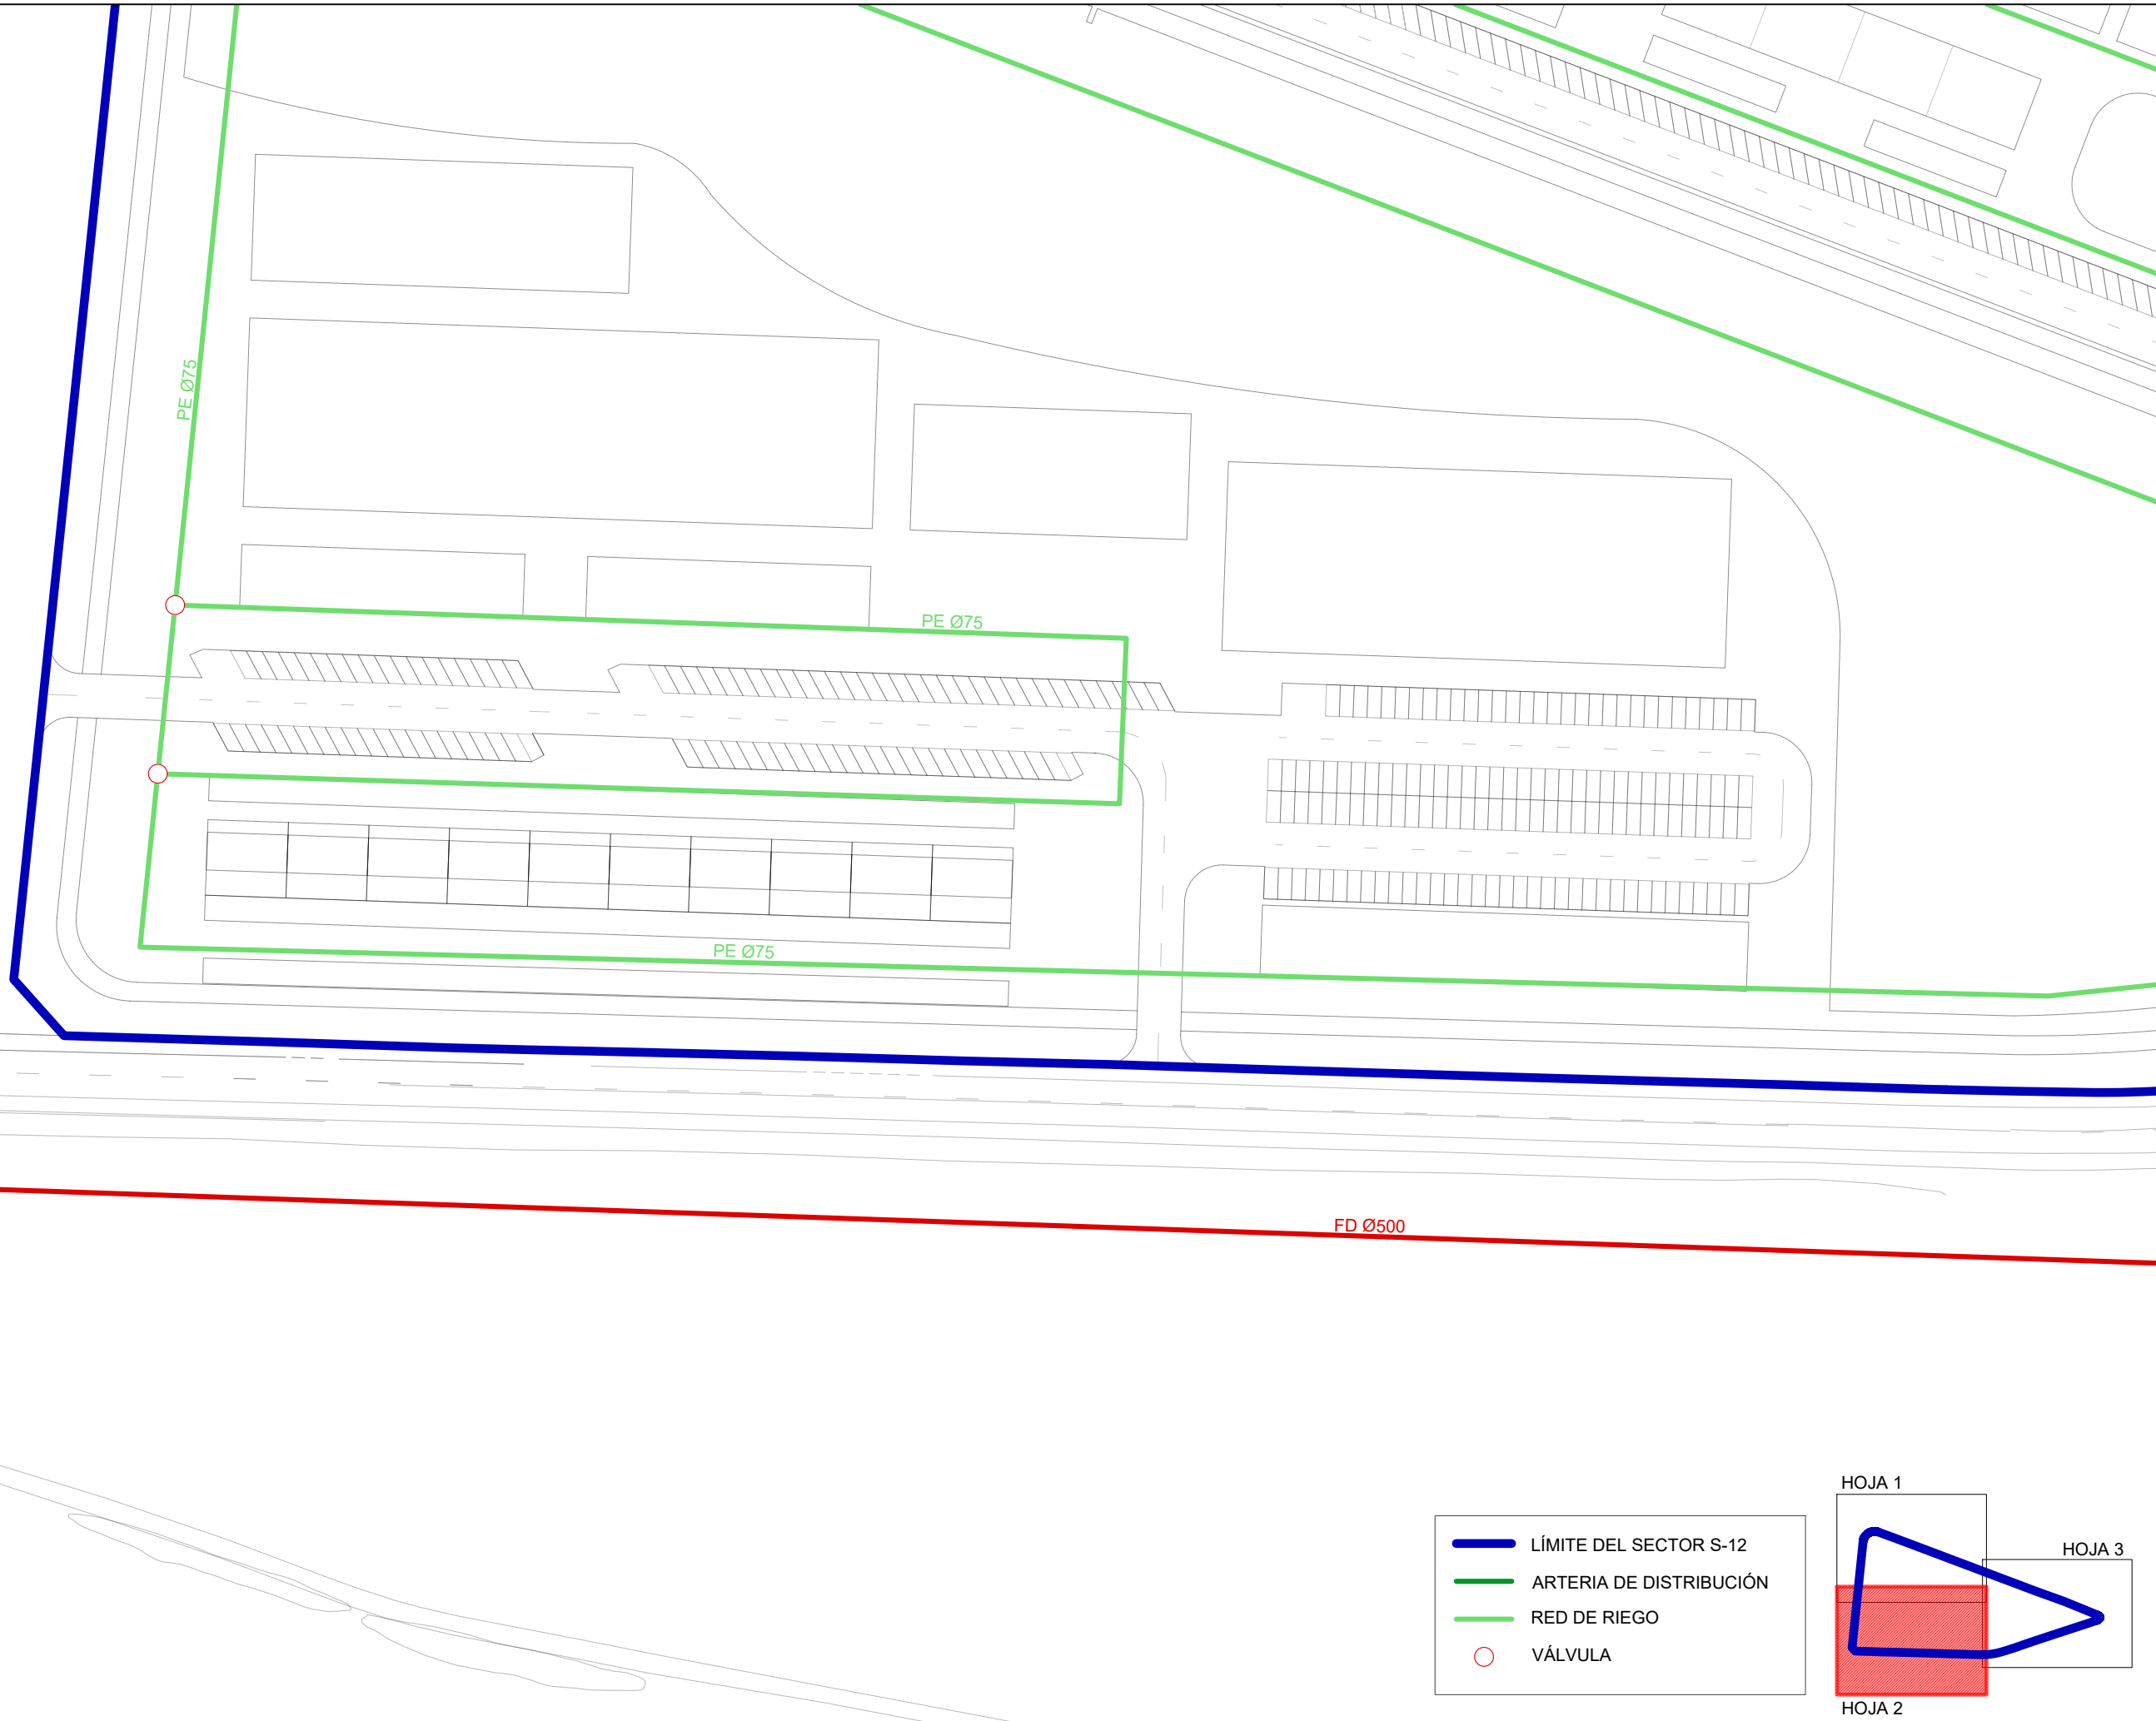 PE Ø75
PE Ø75
PE Ø75
FD Ø500
HOJA 1
LÍMITE DEL SECTOR S-12
HOJA 3
ARTERIA DE DISTRIBUCIÓN
RED DE RIEGO
VÁLVULA
HOJA 2